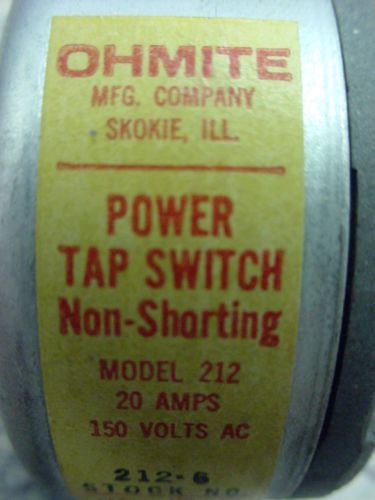 OHMITE
MFG. COMPANY
SKOKIE, ILL.
POWER
TAP SWITCH
Non-Shorting
MODEL 212
20 AMPS
150 VOLTS AC
212-6
STOCK NO.